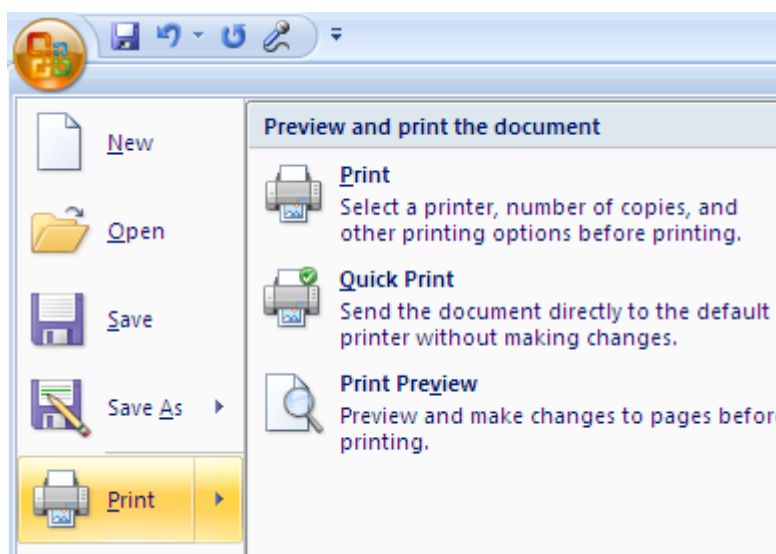 New
Open
Save
Save As
Print
Preview and print the document
Print
Select a printer, number of copies, and
other printing options before printing.
Quick Print
Send the document directly to the default
printer without making changes.
Print Preview
Preview and make changes to pages before
printing.